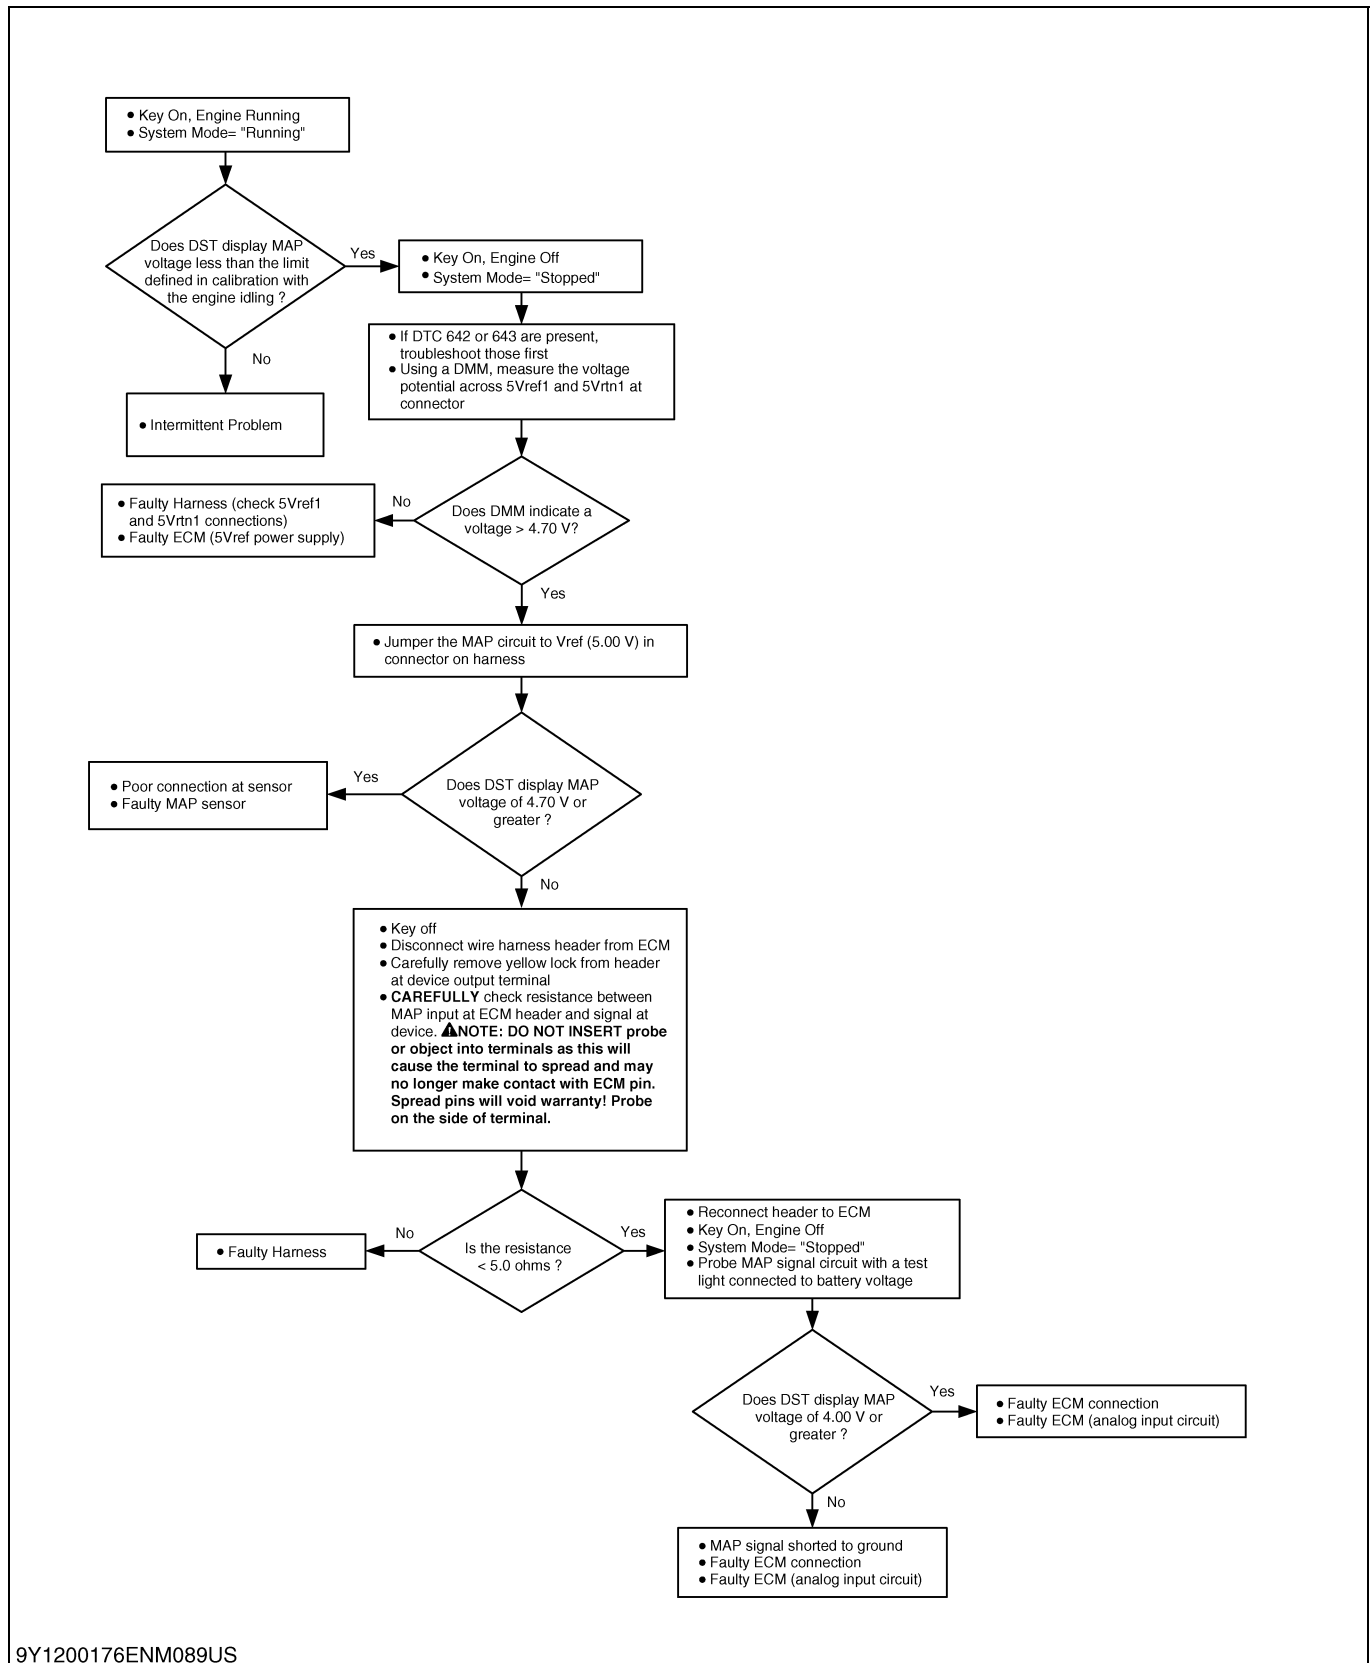 ● Key On, Engine Running
● System Mode= "Running"
Does DST display MAP
voltage less than the limit
defined in calibration with
the engine idling ?
Yes
● Key On, Engine Off
● System Mode= "Stopped"
No
● Intermittent Problem
● If DTC 642 or 643 are present,
troubleshoot those first
● Using a DMM, measure the voltage
potential across 5Vref1 and 5Vrtn1 at
connector
Does DMM indicate a
voltage > 4.70 V?
No
● Faulty Harness (check 5Vref1
and 5Vrtn1 connections)
● Faulty ECM (5Vref power supply)
Yes
● Jumper the MAP circuit to Vref (5.00 V) in
connector on harness
Does DST display MAP
voltage of 4.70 V or
greater ?
Yes
● Poor connection at sensor
● Faulty MAP sensor
No
● Key off
● Disconnect wire harness header from ECM
● Carefully remove yellow lock from header
at device output terminal
● CAREFULLY check resistance between
MAP input at ECM header and signal at
device. ⚠NOTE: DO NOT INSERT probe
or object into terminals as this will
cause the terminal to spread and may
no longer make contact with ECM pin.
Spread pins will void warranty! Probe
on the side of terminal.
Is the resistance
< 5.0 ohms ?
No
● Faulty Harness
Yes
● Reconnect header to ECM
● Key On, Engine Off
● System Mode= "Stopped"
● Probe MAP signal circuit with a test
light connected to battery voltage
Does DST display MAP
voltage of 4.00 V or
greater ?
Yes
● Faulty ECM connection
● Faulty ECM (analog input circuit)
No
● MAP signal shorted to ground
● Faulty ECM connection
● Faulty ECM (analog input circuit)
9Y1200176ENM089US